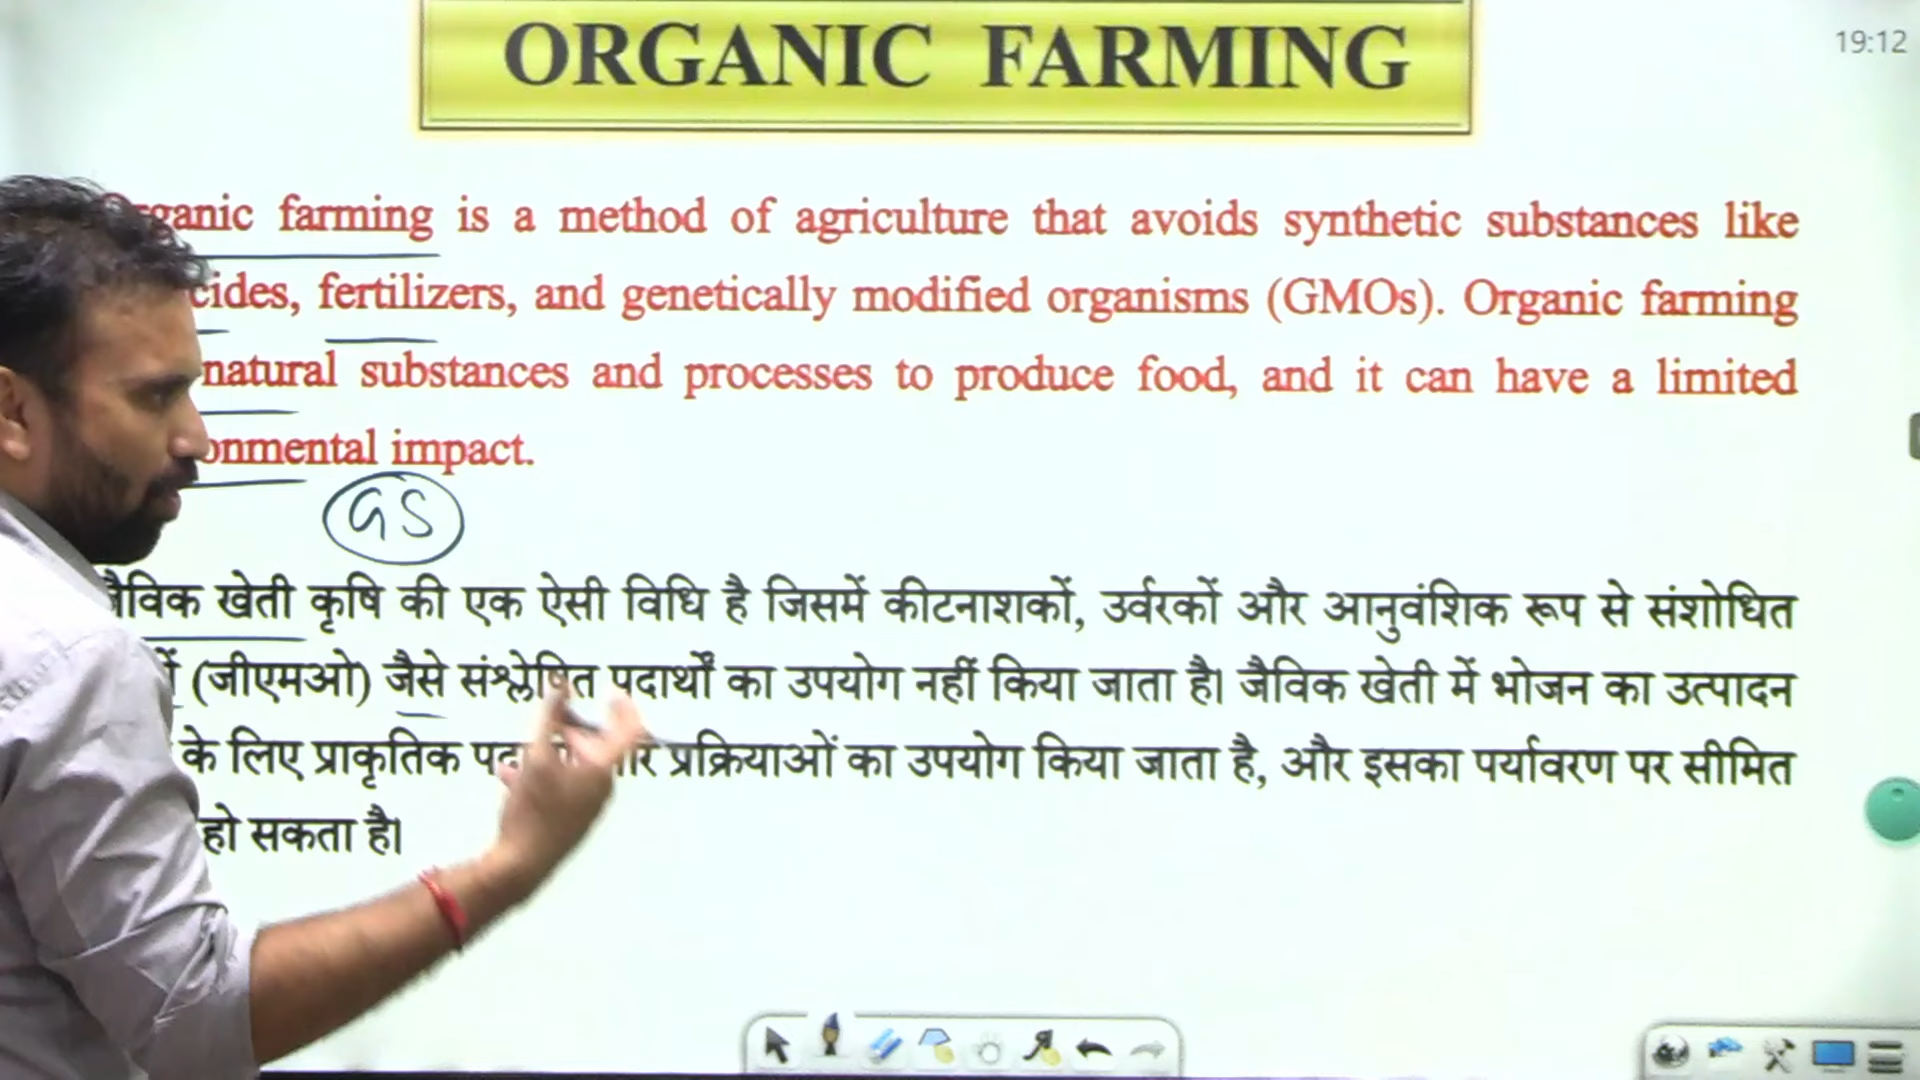 ORGANIC FARMING
19:12
farming is a method of agriculture that avoids synthetic substances like
fertilizers, and genetically modified organisms (GMOs). Organic farming
natural substances and processes to produce food, and it can have a limited
impact.
GS
खेती कृषि की एक ऐसी विधि है जिसमें कीटनाशकों, उर्वरकों और आनुवंशिक रूप से संशोधित
(जीएमओ) जैसे संश्लेषित पदार्थों का उपयोग नहीं किया जाता है। जैविक खेती में भोजन का उत्पादन
के लिए प्राकृतिक प्रक्रियाओं का उपयोग किया जाता है, और इसका पर्यावरण पर सीमित
हो सकता है।